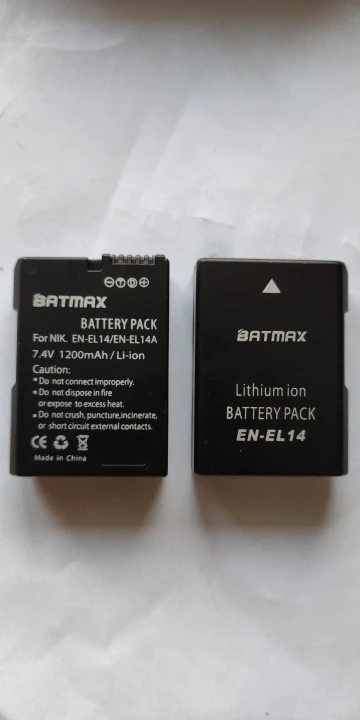 BATMAX
BATTERY PACK
For NIK. EN-EL14/EN-EL14A
7.4V 1200mAh / Li-ion
Caution:
*Do not connect improperly.
*Do not dispose in fire
or expose to excess heat.
*Do not crush, puncture, incinerate,
or short circuit external contacts.
CE
Made in China
BATMAX
Lithium ion
BATTERY PACK
EN-EL14